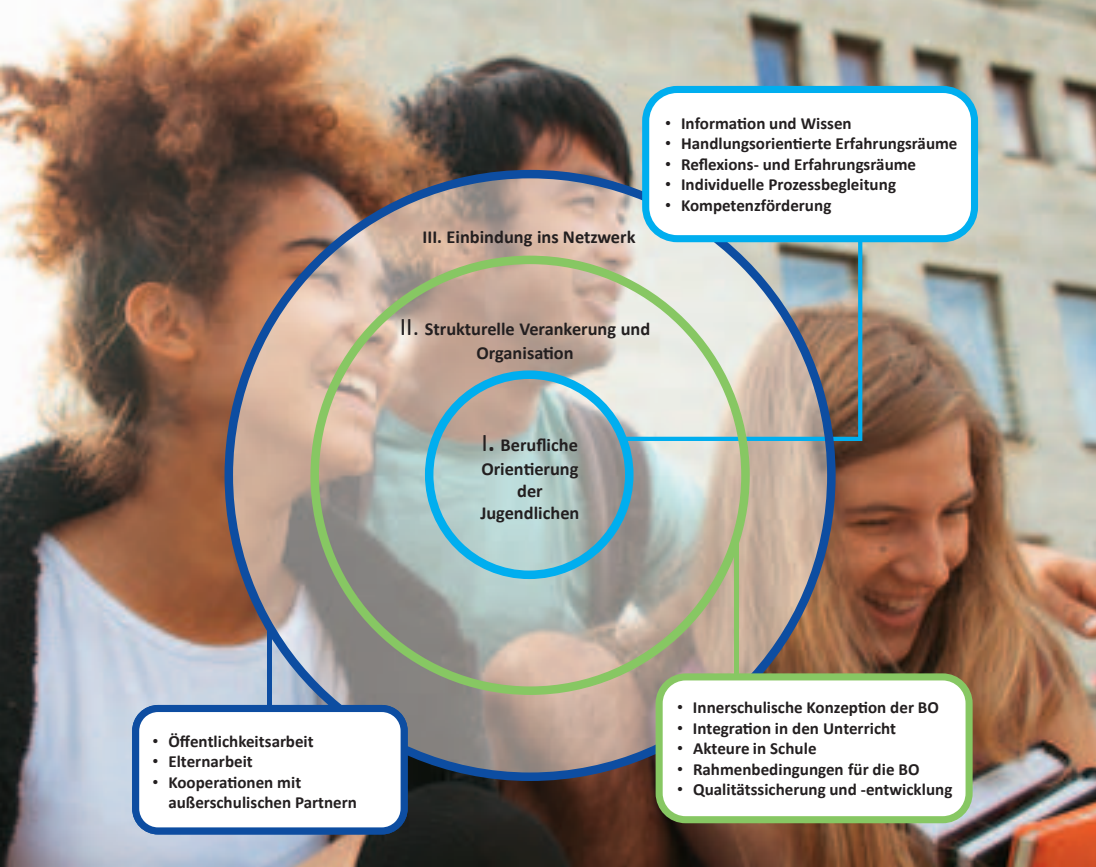 • Information und Wissen
• Handlungsorientierte Erfahrungsräume
• Reflexions- und Erfahrungsräume
• Individuelle Prozessbegleitung
• Kompetenzförderung
III. Einbindung ins Netzwerk
II. Strukturelle Verankerung und
Organisation
I. Berufliche
Orientierung
der
Jugendlichen
• Öffentlichkeitsarbeit
• Elternarbeit
• Kooperationen mit
außerschulischen Partnern
• Innerschulische Konzeption der BO
• Integration in den Unterricht
• Akteure in Schule
• Rahmenbedingungen für die BO
• Qualitätssicherung und -entwicklung